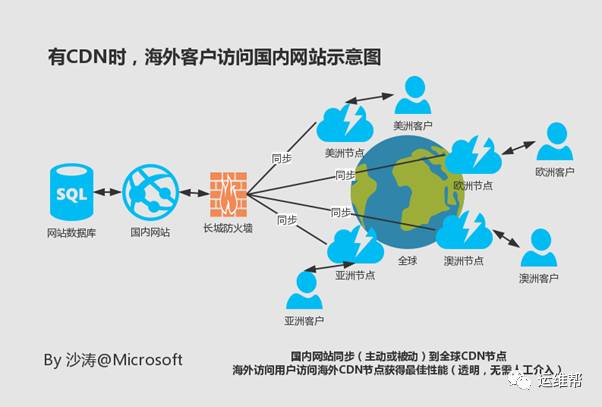 有CDN时，海外客户访问国内网站示意图
美洲客户
美洲节点
同步
同步
欧洲节点
欧洲客户
SQL
网站数据库
国内网站
长城防火墙
同步
同步
全球
澳洲节点
澳洲客户
亚洲节点
亚洲客户
By 沙涛@Microsoft
国内网站同步（主动或被动）到全球CDN节点
海外访问用户访问海外CDN节点获得最佳性能（透明，无需人工介入）
运维帮